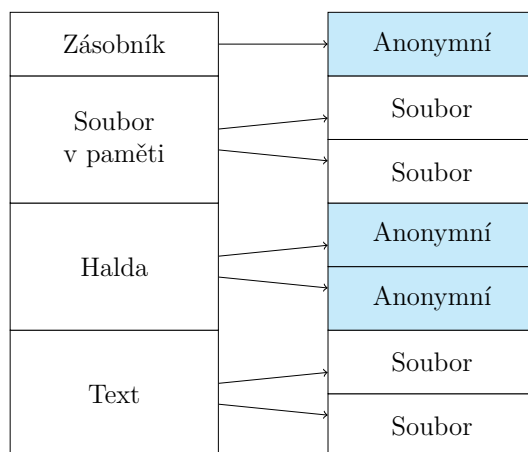 Zásobník
Soubor
v paměti
Halda
Text
Anonymní
Soubor
Soubor
Anonymní
Anonymní
Soubor
Soubor